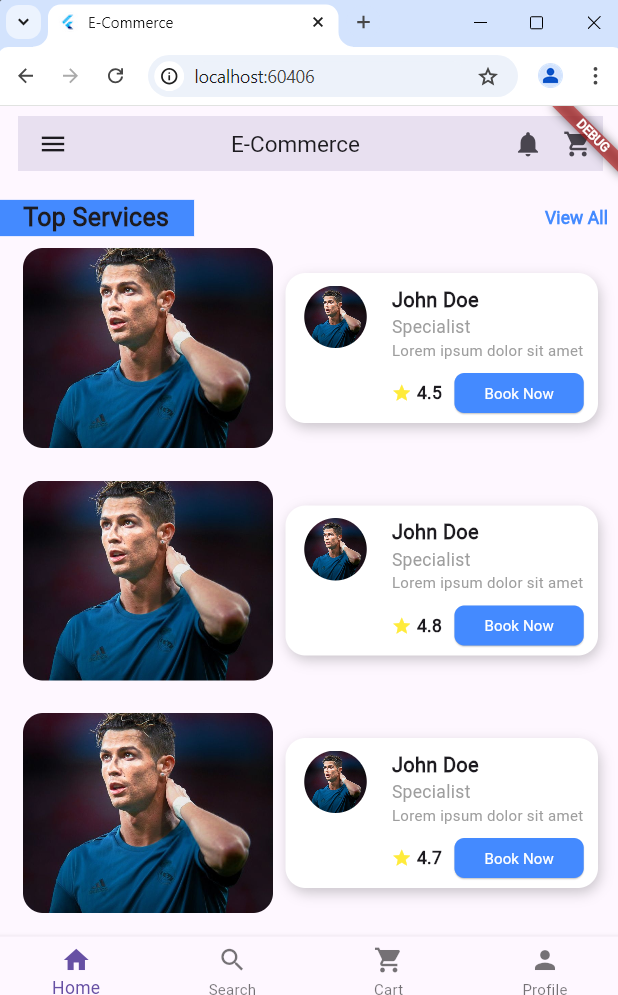 E-Commerce
localhost:60406
E-Commerce
DEBUG
Top Services
View All
John Doe
Specialist
Lorem ipsum dolor sit amet
4.5
Book Now
John Doe
Specialist
Lorem ipsum dolor sit amet
4.8
Book Now
John Doe
Specialist
Lorem ipsum dolor sit amet
4.7
Book Now
Home
Search
Cart
Profile